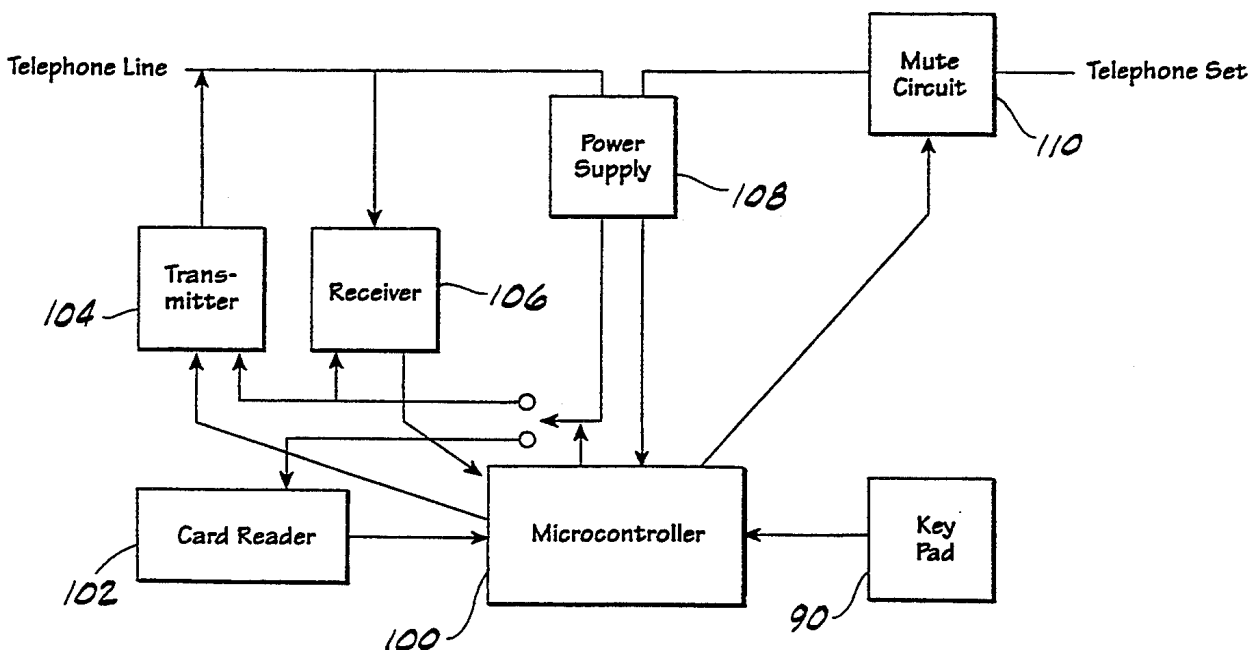 Telephone Line
Mute
Circuit
Telephone Set
110
Power
Supply
108
Trans-
mitter
104
Receiver
106
Card Reader
102
Microcontroller
100
Key
Pad
90